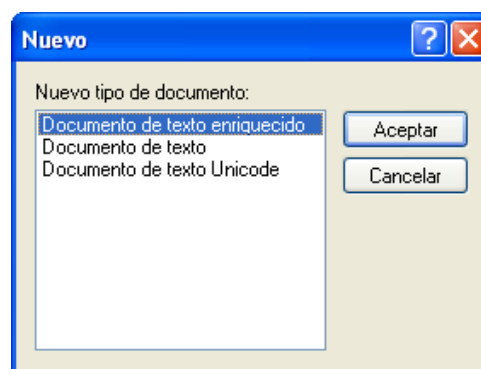 Nuevo
Nuevo tipo de documento:
Documento de texto enriquecido
Documento de texto
Documento de texto Unicode
Aceptar
Cancelar